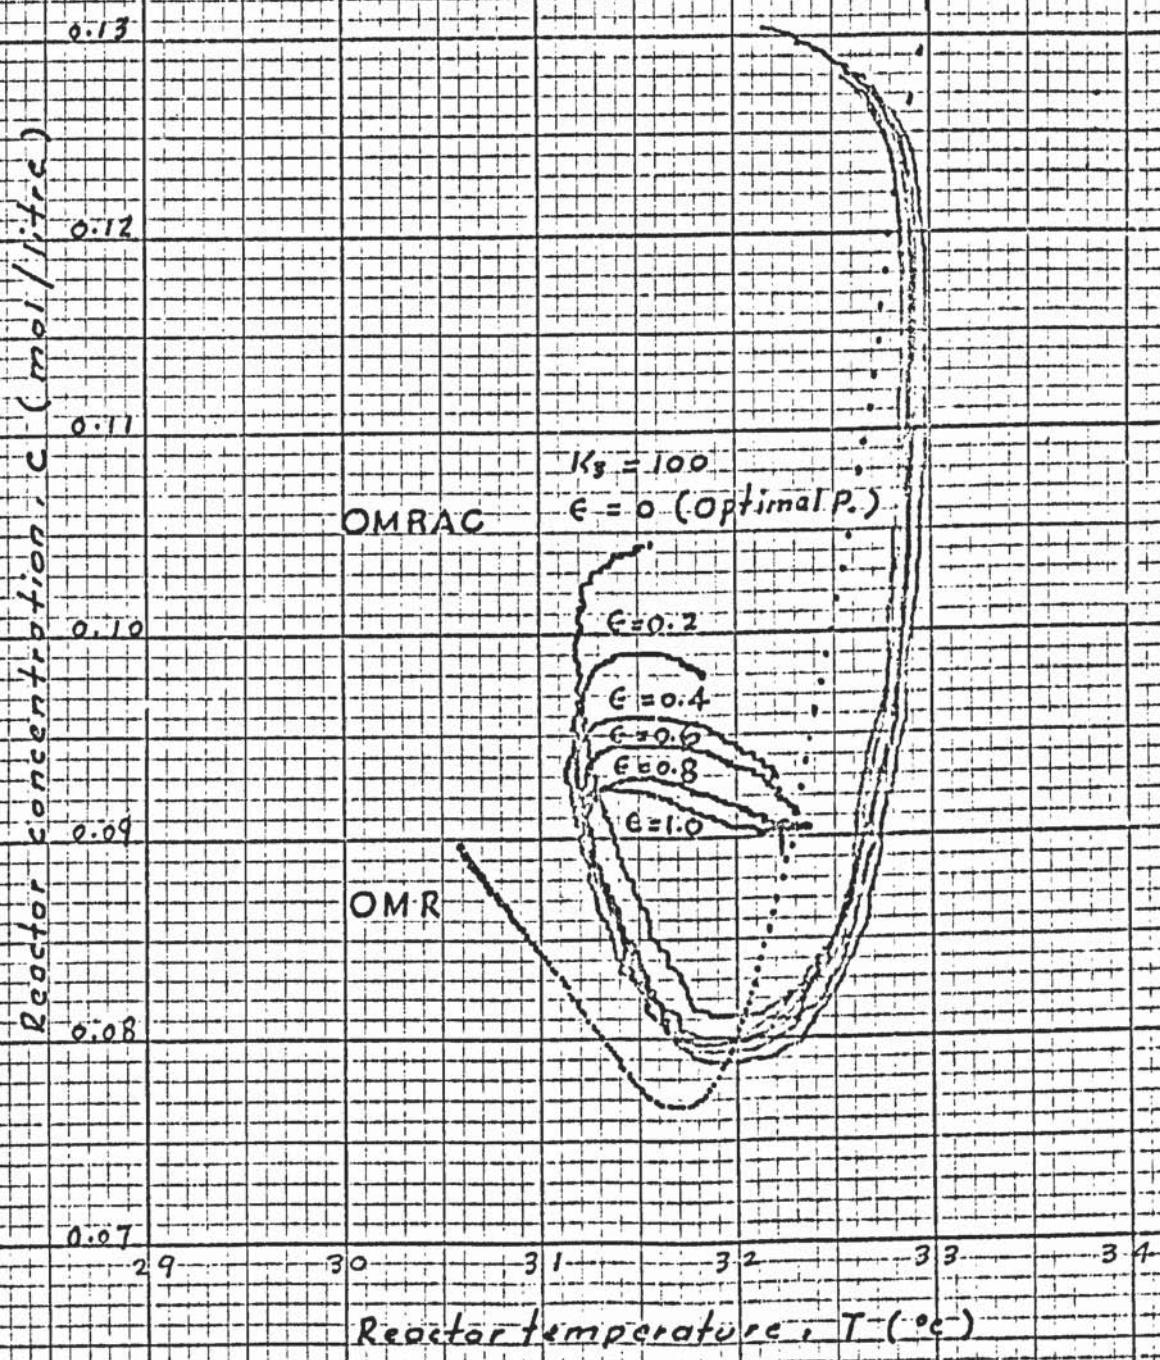 0.13
0.12
0.11
0.10
0.09
0.08
0.07
Reactor concentration, C (mol/litre)
K₃ = 100
ϵ = 0 (Optimal P.)
OMRAC
ϵ=0.2
ϵ=0.4
ϵ=0.6
ϵ=0.8
ϵ=1.0
OMR
29 30 31 32 33 34
Reactor temperature, T (°c)